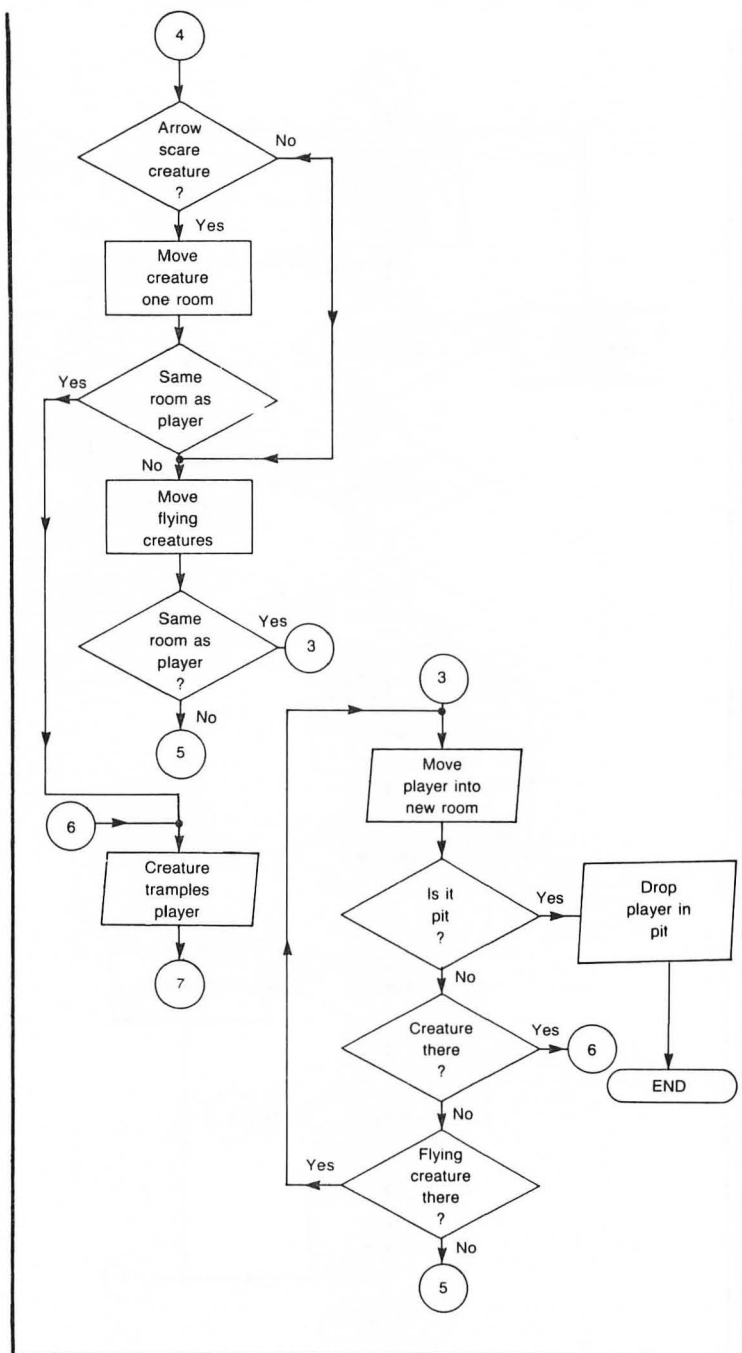 4
Arrow
scare
creature
?
No
Yes
Move
creature
one room
Yes
Same
room as
player
No
Move
flying
creatures
Same
room as
player
?
Yes
3
No
5
6
Creature
tramples
player
7
3
Move
player into
new room
Is it
pit
?
Yes
Drop
player in
pit
No
Creature
there
?
Yes
6
END
No
Flying
creature
there
?
Yes
No
5